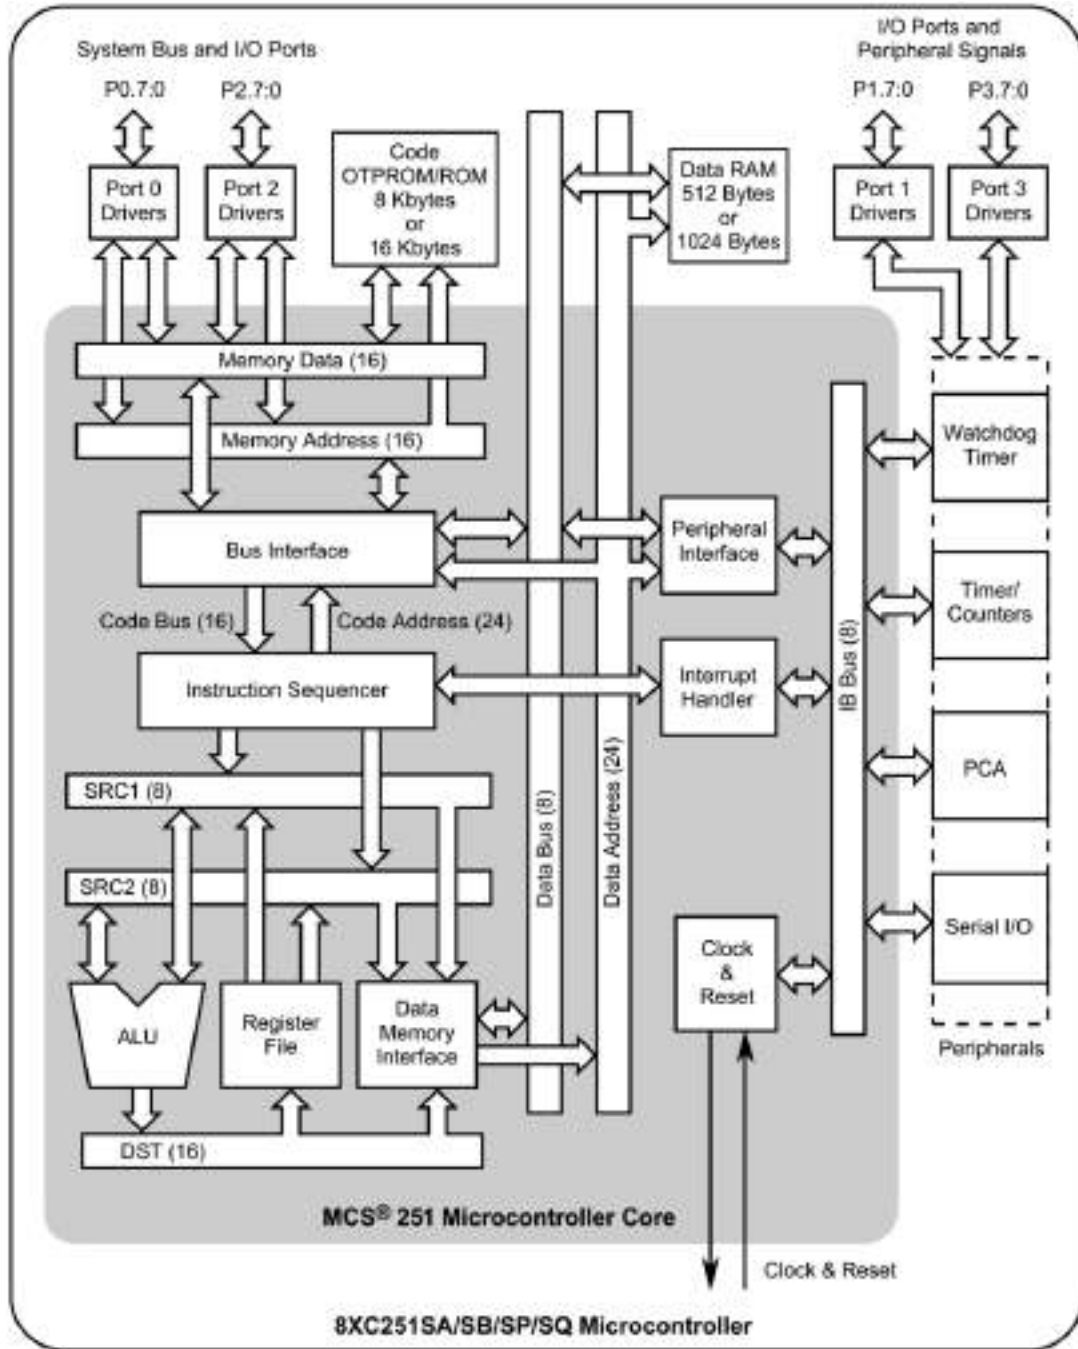 System Bus and I/O Ports
I/O Ports and
Peripheral Signals
P0.7:0
P2.7:0
P1.7:0
P3.7:0
Port 0
Drivers
Port 2
Drivers
Code
OTPROM/ROM
8 Kbytes
or
16 Kbytes
Data RAM
512 Bytes
or
1024 Bytes
Port 1
Drivers
Port 3
Drivers
Memory Data (16)
Memory Address (16)
Bus Interface
Code Bus (16)
Code Address (24)
Instruction Sequencer
Peripheral
Interface
Interrupt
Handler
SRC1 (8)
SRC2 (8)
Data Bus (8)
Data Address (24)
IB Bus (8)
Watchdog
Timer
Timer/
Counters
PCA
Serial I/O
Peripherals
ALU
Register
File
Data
Memory
Interface
Clock
&
Reset
DST (16)
MCS® 251 Microcontroller Core
Clock & Reset
8XC251SA/SB/SP/SQ Microcontroller